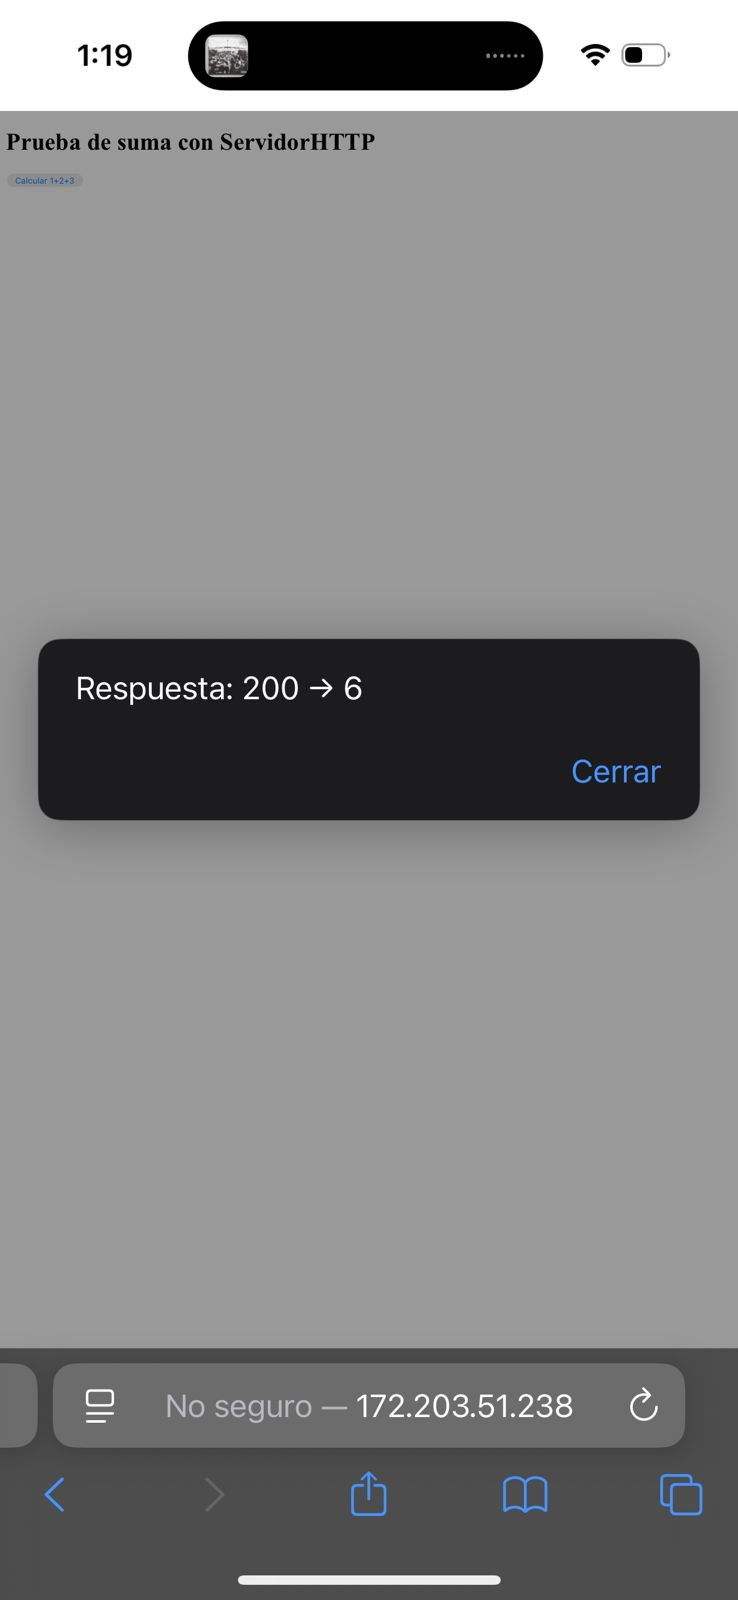 1:19
Prueba de suma con ServidorHTTP
Calcular 1+2+3
Respuesta: 200 → 6
Cerrar
No seguro — 172.203.51.238